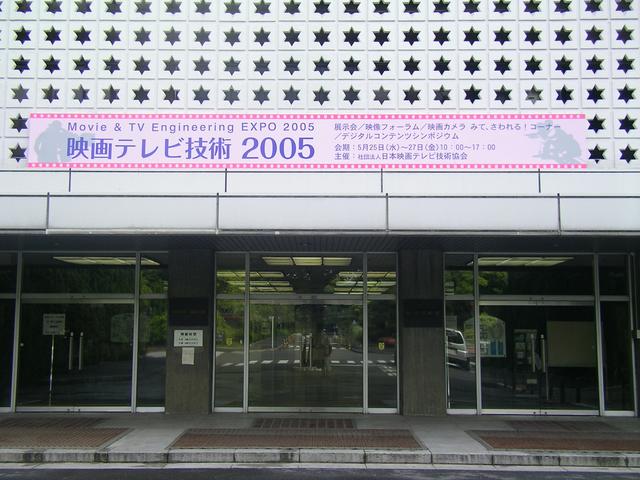 Movie & TV Engineering EXPO 2005
映画テレビ技術 2005
展示会／映像フォーラム／映画カメラ みて、さわれる！コーナー
／デジタルコンテンツシンポジウム
会期：5月25日(水)～27日(金)10：00～17：00
主催：社団法人日本映画テレビ技術協会